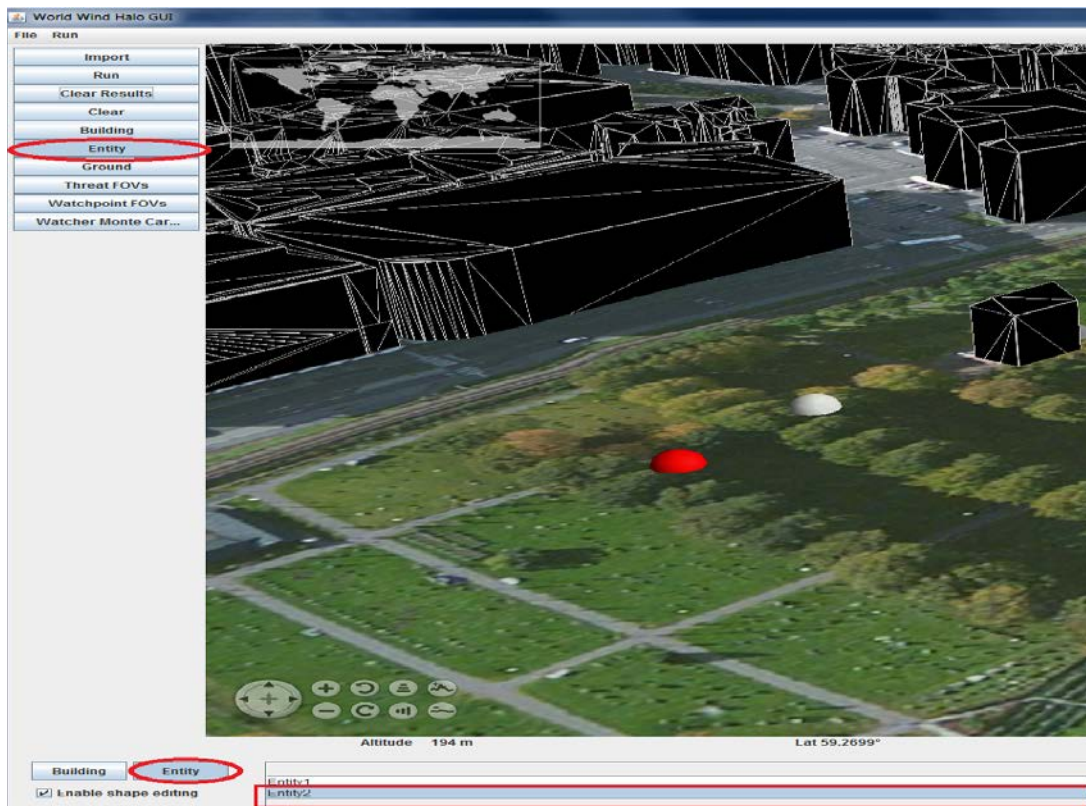 World Wind Halo GUI
File Run
Import
Run
Clear Results
Clear
Building
Entity
Ground
Threat FOVs
Watchpoint FOVs
Watcher Monte Car...
Altitude 194 m Lat 59.2699°
Building Entity
Entity1
Enable shape editing
Entity2